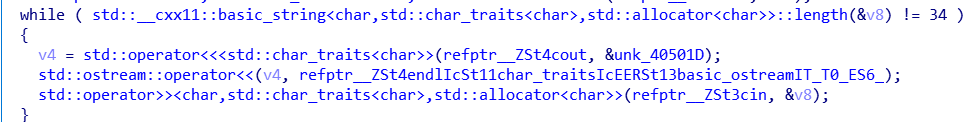 while ( std::__cxx11::basic_string<char,std::char_traits<char>,std::allocator<char>>::length(&v8) != 34 )
{
v4 = std::operator<<<std::char_traits<char>>(refptr__ZSt4cout, &unk_40501D);
std::ostream::operator<<(v4, refptr__ZSt4endlIcSt11char_traitsIcEERSt13basic_ostreamIT_T0_ES6_);
std::operator>><char,std::char_traits<char>,std::allocator<char>>(refptr__ZSt3cin, &v8);
}